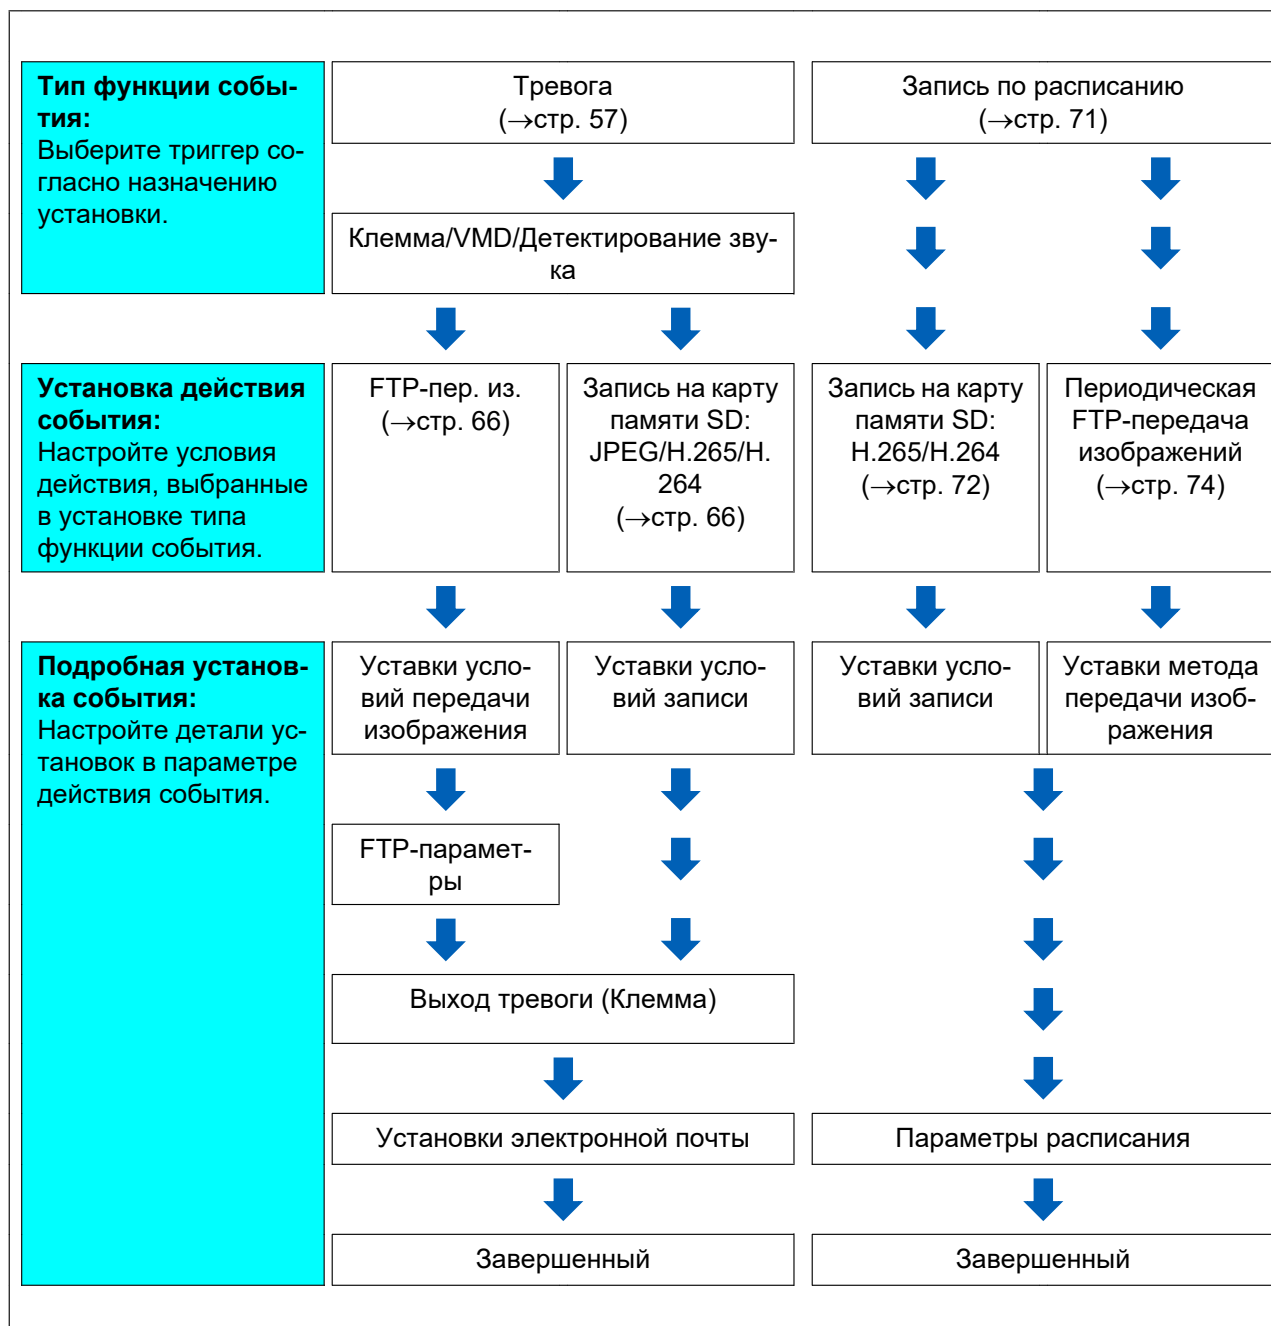 Тип функции собы-
тия:
Выберите триггер со-
гласно назначению
установки.
Тревога
(→стр. 57)
Запись по расписанию
(→стр. 71)
Клемма/VMD/Детектирование зву-
ка
Установка действия
события:
Настройте условия
действия, выбранные
в установке типа
функции события.
FTP-пер. из.
(→стр. 66)
Запись на карту
памяти SD:
JPEG/H.265/H.
264
(→стр. 66)
Запись на карту
памяти SD:
H.265/H.264
(→стр. 72)
Периодическая
FTP-передача
изображений
(→стр. 74)
Подробная установ-
ка события:
Настройте детали ус-
тановок в параметре
действия события.
Уставки усло-
вий передачи
изображения
Уставки усло-
вий записи
Уставки усло-
вий записи
Уставки метода
передачи изоб-
ражения
FTP-парамет-
ры
Выход тревоги (Клемма)
Установки электронной почты
Параметры расписания
Завершенный
Завершенный